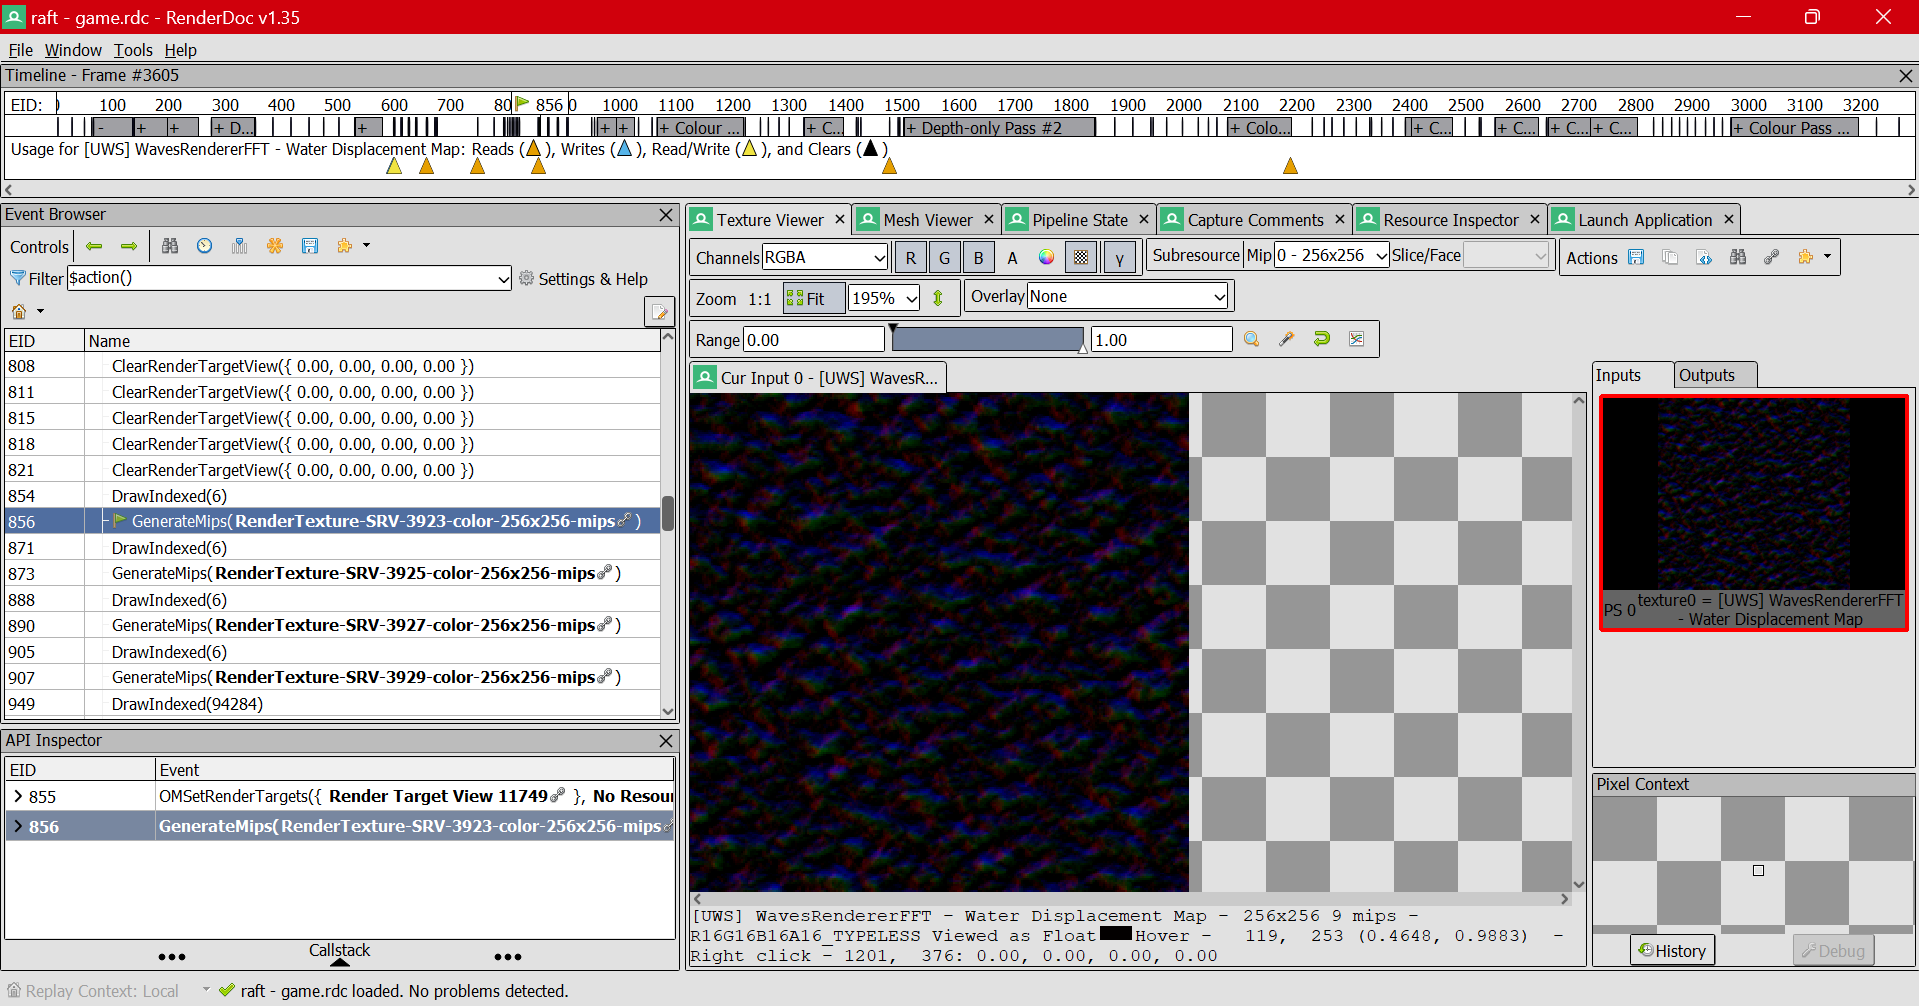 raft - game.rdc - RenderDoc v1.35
File Window Tools Help
Timeline - Frame #3605
EID: 100 200 300 400 500 600 700 80 856 0 1000 1100 1200 1300 1400 1500 1600 1700 1800 1900 2000 2100 2200 2300 2400 2500 2600 2700 2800 2900 3000 3100 3200
- + + + D... + + + + Colour ... + C... + Depth-only Pass #2 + Colo... + C... + C... + C... + C... + Colour Pass ...
Usage for [UWS] WavesRendererFFT - Water Displacement Map: Reads ( ), Writes ( ), Read/Write ( ), and Clears ( )
Event Browser
Controls
Filter $action() Settings & Help
EID Name
808 ClearRenderTargetView({ 0.00, 0.00, 0.00, 0.00 })
811 ClearRenderTargetView({ 0.00, 0.00, 0.00, 0.00 })
815 ClearRenderTargetView({ 0.00, 0.00, 0.00, 0.00 })
818 ClearRenderTargetView({ 0.00, 0.00, 0.00, 0.00 })
821 ClearRenderTargetView({ 0.00, 0.00, 0.00, 0.00 })
854 DrawIndexed(6)
856 GenerateMips(RenderTexture-SRV-3923-color-256x256-mips )
871 DrawIndexed(6)
873 GenerateMips(RenderTexture-SRV-3925-color-256x256-mips )
888 DrawIndexed(6)
890 GenerateMips(RenderTexture-SRV-3927-color-256x256-mips )
905 DrawIndexed(6)
907 GenerateMips(RenderTexture-SRV-3929-color-256x256-mips )
949 DrawIndexed(94284)
API Inspector
EID Event
855 OMSetRenderTargets({ Render Target View 11749 }, No Resou
856 GenerateMips(RenderTexture-SRV-3923-color-256x256-mips
Callstack
Texture Viewer Mesh Viewer Pipeline State Capture Comments Resource Inspector Launch Application
Channels RGBA R G B A γ Subresource Mip 0 - 256x256 Slice/Face Actions
Zoom 1:1 Fit 195% Overlay None
Range 0.00 1.00
Cur Input 0 - [UWS] WavesR...
[UWS] WavesRendererFFT - Water Displacement Map - 256x256 9 mips -
R16G16B16A16_TYPELESS Viewed as Float Hover - 119, 253 (0.4648, 0.9883) -
Right click - 1201, 376: 0.00, 0.00, 0.00, 0.00
Inputs Outputs
PS 0 texture0 = [UWS] WavesRendererFFT
- Water Displacement Map
Pixel Context
History Debug
Replay Context: Local raft - game.rdc loaded. No problems detected.